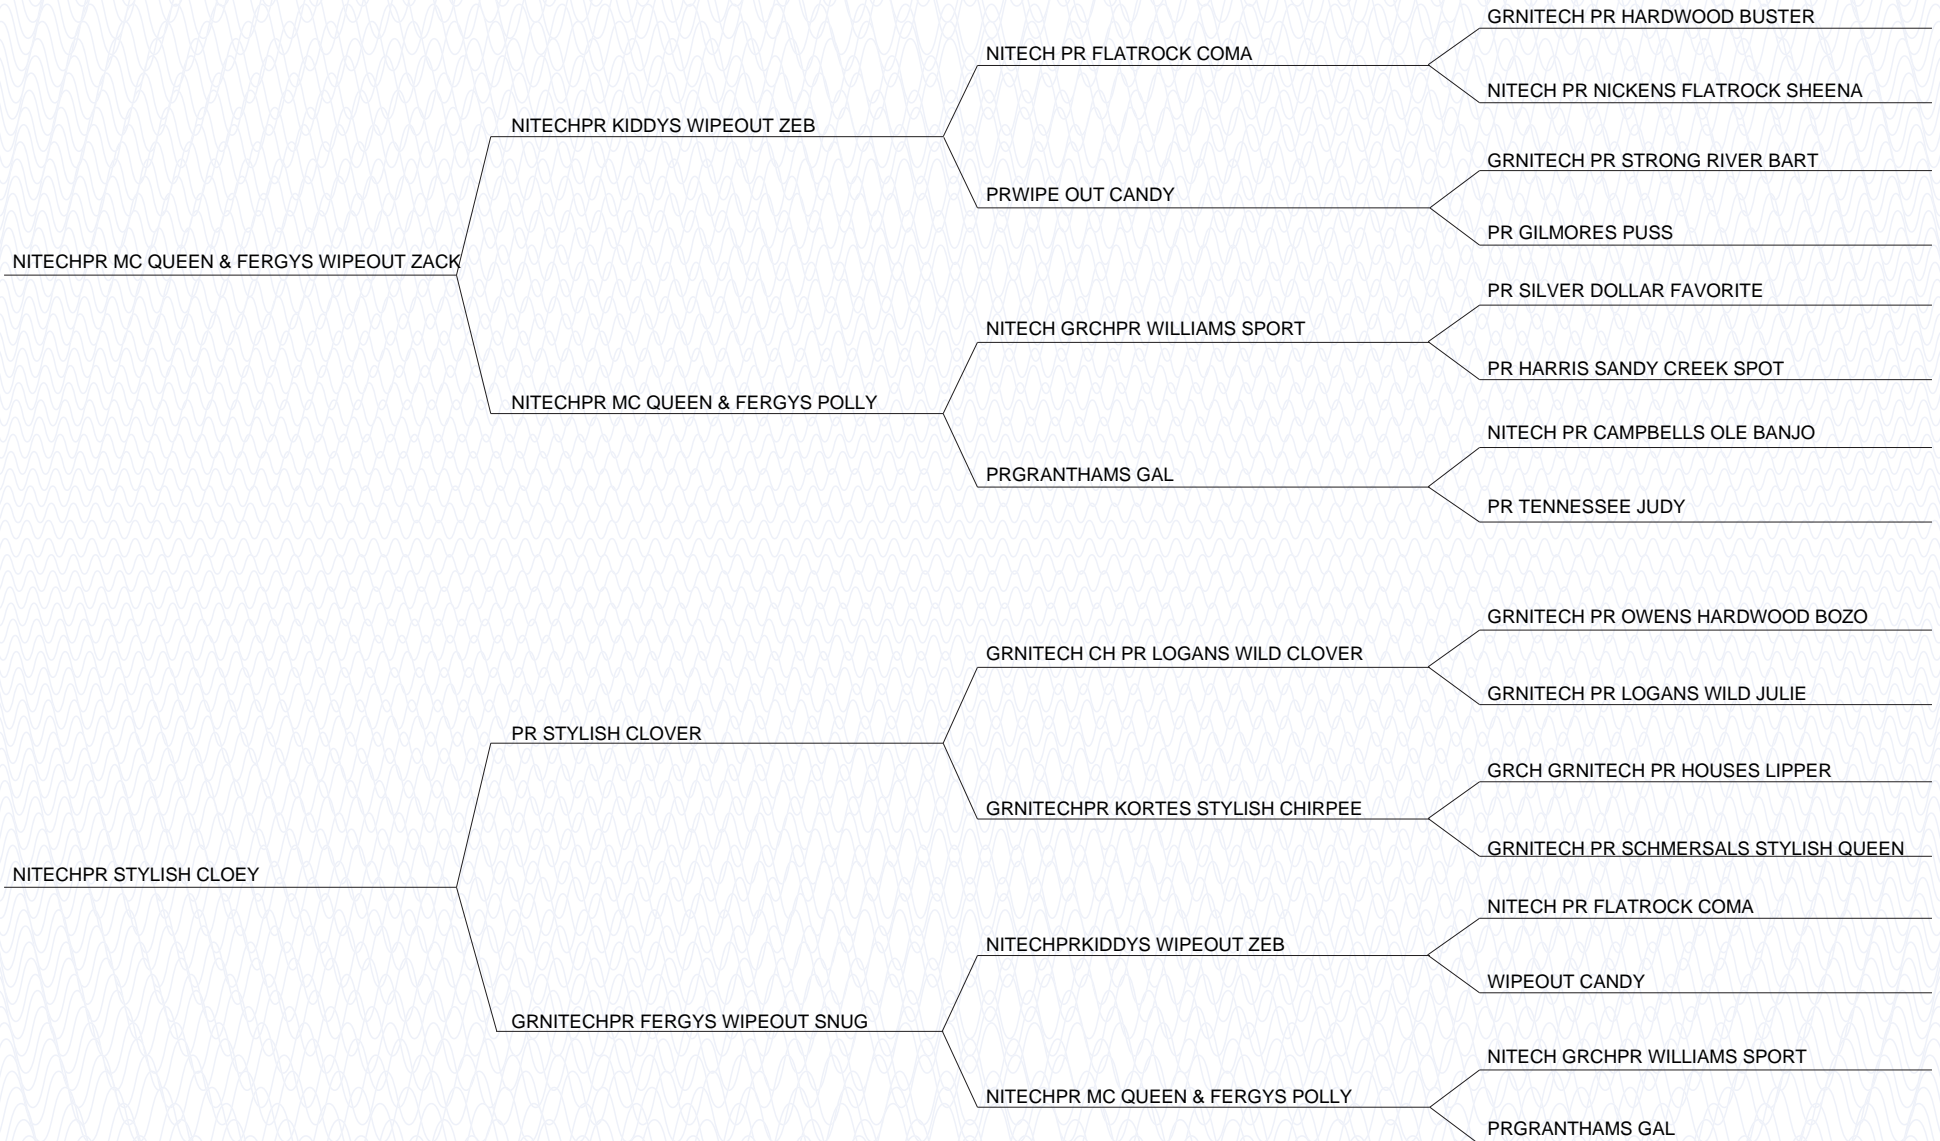 GRNITECH PR HARDWOOD BUSTER
NITECH PR FLATROCK COMA
NITECH PR NICKENS FLATROCK SHEENA
NITECHPR KIDDYS WIPEOUT ZEB
GRNITECH PR STRONG RIVER BART
PRWIPE OUT CANDY
PR GILMORES PUSS
NITECHPR MC QUEEN & FERGYS WIPEOUT ZACK
PR SILVER DOLLAR FAVORITE
NITECH GRCHPR WILLIAMS SPORT
PR HARRIS SANDY CREEK SPOT
NITECHPR MC QUEEN & FERGYS POLLY
NITECH PR CAMPBELLS OLE BANJO
PRGRANTHAMS GAL
PR TENNESSEE JUDY
GRNITECH PR OWENS HARDWOOD BOZO
GRNITECH CH PR LOGANS WILD CLOVER
GRNITECH PR LOGANS WILD JULIE
PR STYLISH CLOVER
GRCH GRNITECH PR HOUSES LIPPER
GRNITECHPR KORTES STYLISH CHIRPEE
GRNITECH PR SCHMERSALS STYLISH QUEEN
NITECHPR STYLISH CLOEY
NITECH PR FLATROCK COMA
NITECHPRKIDDYS WIPEOUT ZEB
WIPEOUT CANDY
GRNITECHPR FERGYS WIPEOUT SNUG
NITECH GRCHPR WILLIAMS SPORT
NITECHPR MC QUEEN & FERGYS POLLY
PRGRANTHAMS GAL